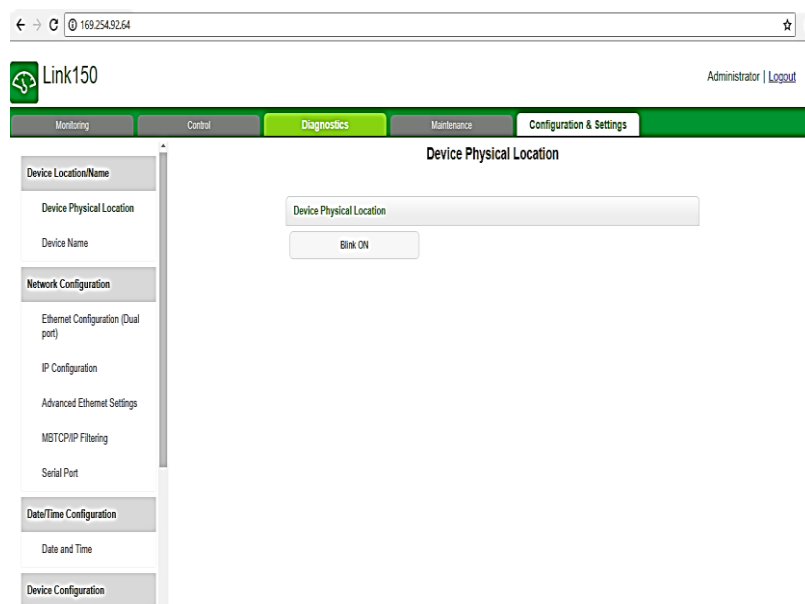 169.254.92.64
Link150
Administrator | Logout
Monitoring Control Diagnostics Maintenance Configuration & Settings
Device Location/Name
Device Physical Location
Device Name
Network Configuration
Ethernet Configuration (Dual
port)
IP Configuration
Advanced Ethernet Settings
MBTCP/IP Filtering
Serial Port
Date/Time Configuration
Date and Time
Device Configuration
Device Physical Location
Device Physical Location
Blink ON